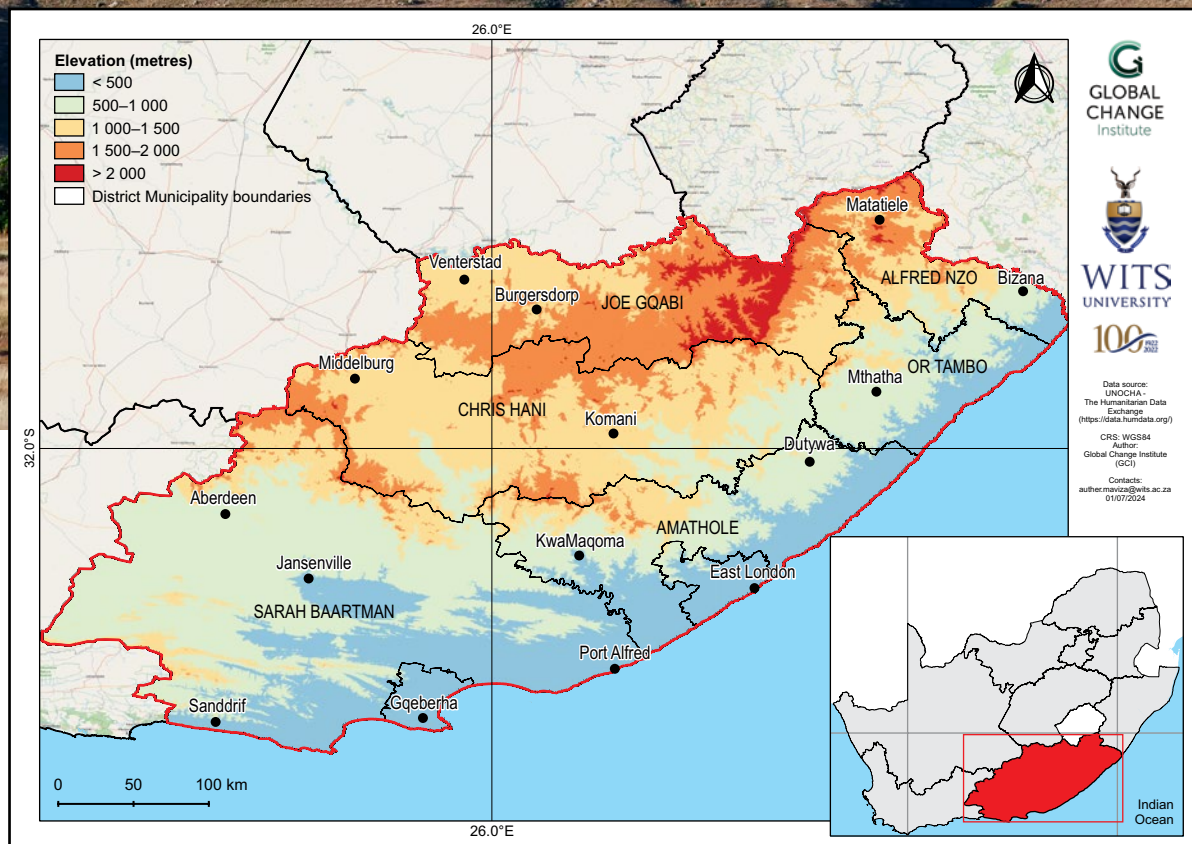 26.0°E
Elevation (metres)
< 500
500–1 000
1 000–1 500
1 500–2 000
> 2 000
District Municipality boundaries
Matatiele
Venterstad
ALFRED NZO
Bizana
Burgersdorp
JOE GQABI
Middelburg
OR TAMBO
Mthatha
CHRIS HANI
Komani
Dutywa
32.0°S
Aberdeen
AMATHOLE
KwaMaqoma
Jansenville
East London
SARAH BAARTMAN
Port Alfred
Sanddrif
Gqeberha
0 50 100 km
26.0°E
Indian
Ocean
GLOBAL
CHANGE
Institute
WITS
UNIVERSITY
100 1922
2022
Data source:
UNOCHA -
The Humanitarian Data
Exchange
(https://data.humdata.org/)
CRS: WGS84
Author:
Global Change Institute
(GCI)
Contacts:
auther.maviza@wits.ac.za
01/07/2024